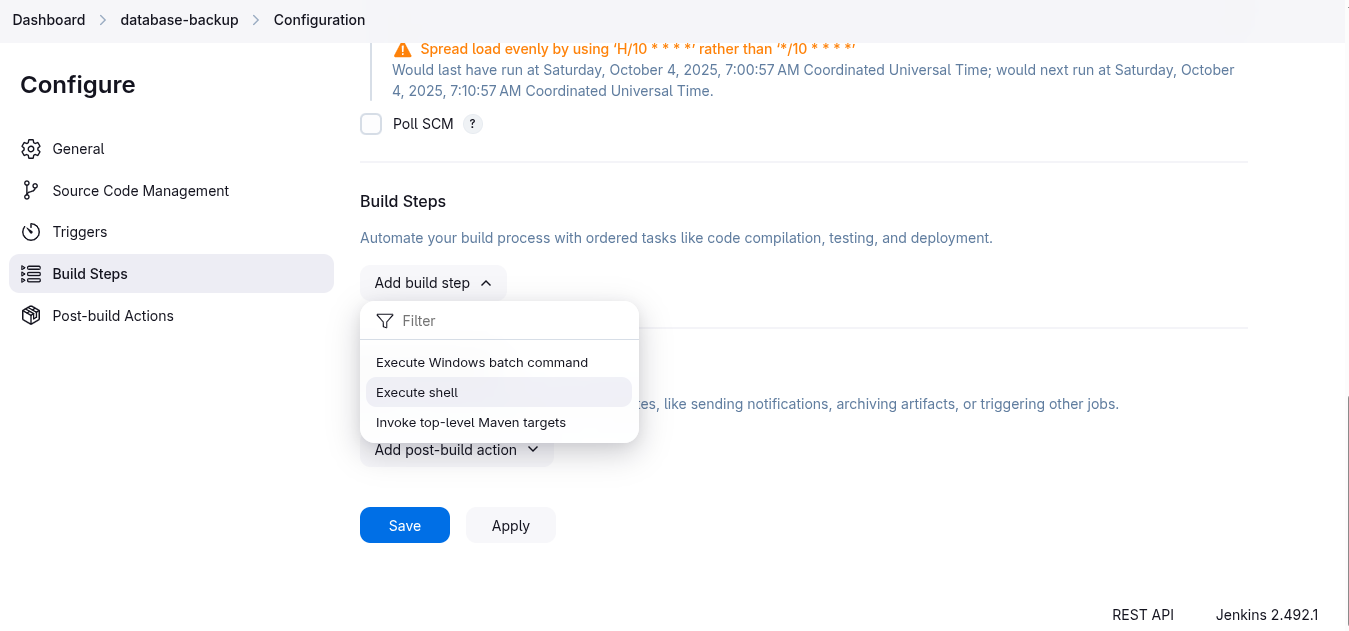 Dashboard > database-backup > Configuration
Spread load evenly by using ‘H/10 * * * *’ rather than ‘*/10 * * * *’
Would last have run at Saturday, October 4, 2025, 7:00:57 AM Coordinated Universal Time; would next run at Saturday, October
4, 2025, 7:10:57 AM Coordinated Universal Time.
Configure
General
Source Code Management
Triggers
Build Steps
Post-build Actions
Poll SCM ?
Build Steps
Automate your build process with ordered tasks like code compilation, testing, and deployment.
Add build step
Filter
Execute Windows batch command
Execute shell
Invoke top-level Maven targets
like sending notifications, archiving artifacts, or triggering other jobs.
Add post-build action
Save
Apply
REST API
Jenkins 2.492.1